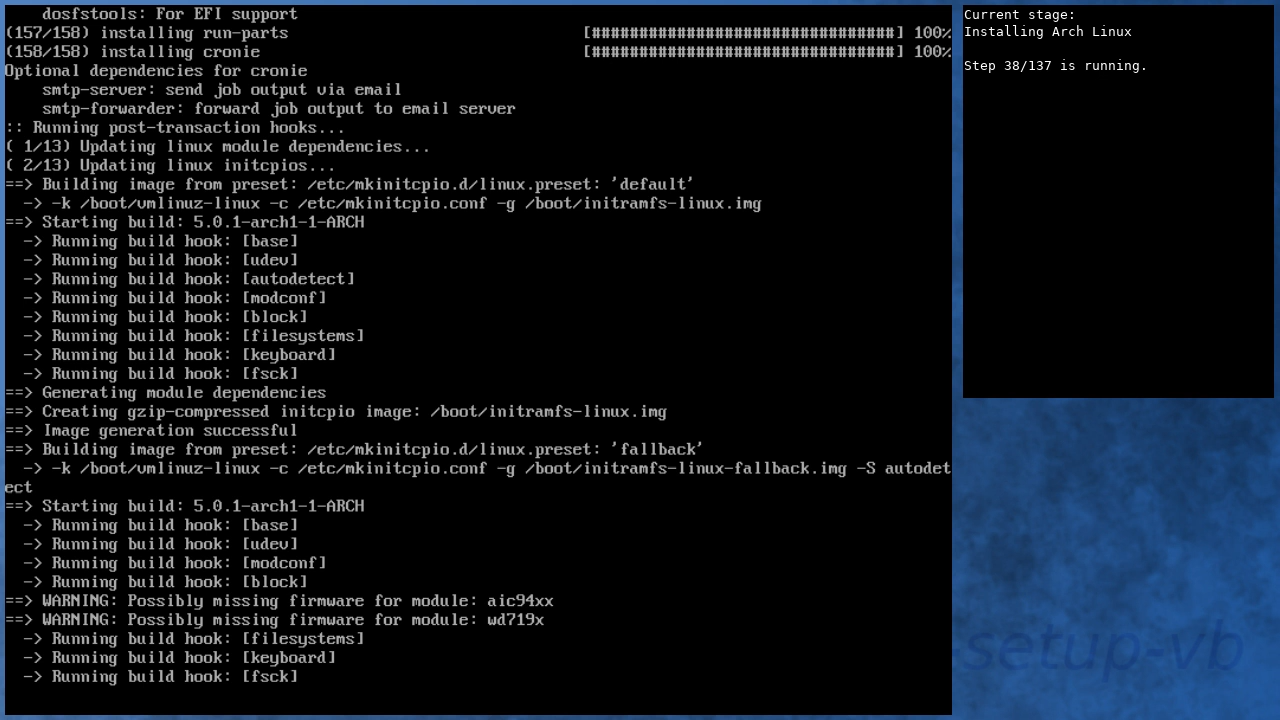 dosfstools: For EFI support
(157/158) installing run-parts                               [################################] 100%
(158/158) installing cronie                                  [################################] 100%
Optional dependencies for cronie
    smtp-server: send job output via email
    smtp-forwarder: forward job output to email server
:: Running post-transaction hooks...
( 1/13) Updating linux module dependencies...
( 2/13) Updating linux initcpios...
==> Building image from preset: /etc/mkinitcpio.d/linux.preset: 'default'
  -> -k /boot/vmlinuz-linux -c /etc/mkinitcpio.conf -g /boot/initramfs-linux.img
==> Starting build: 5.0.1-arch1-1-ARCH
  -> Running build hook: [base]
  -> Running build hook: [udev]
  -> Running build hook: [autodetect]
  -> Running build hook: [modconf]
  -> Running build hook: [block]
  -> Running build hook: [filesystems]
  -> Running build hook: [keyboard]
  -> Running build hook: [fsck]
==> Generating module dependencies
==> Creating gzip-compressed initcpio image: /boot/initramfs-linux.img
==> Image generation successful
==> Building image from preset: /etc/mkinitcpio.d/linux.preset: 'fallback'
  -> -k /boot/vmlinuz-linux -c /etc/mkinitcpio.conf -g /boot/initramfs-linux-fallback.img -S autodet
ect
==> Starting build: 5.0.1-arch1-1-ARCH
  -> Running build hook: [base]
  -> Running build hook: [udev]
  -> Running build hook: [modconf]
  -> Running build hook: [block]
==> WARNING: Possibly missing firmware for module: aic94xx
==> WARNING: Possibly missing firmware for module: wd719x
  -> Running build hook: [filesystems]
  -> Running build hook: [keyboard]
  -> Running build hook: [fsck]
Current stage:
Installing Arch Linux
Step 38/137 is running.
-setup-vb